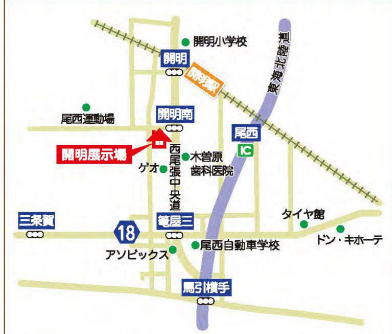 開明小学校
開明
開明駅
東海北陸道
尾西運動場
開明南
尾西
IC
開明展示場
西尾張中央道
木曽原
歯科医院
ゲオ
三条賀
18
篭屋三
タイヤ館
ドン・キホーテ
アソビックス
尾西自動車学校
馬引横手